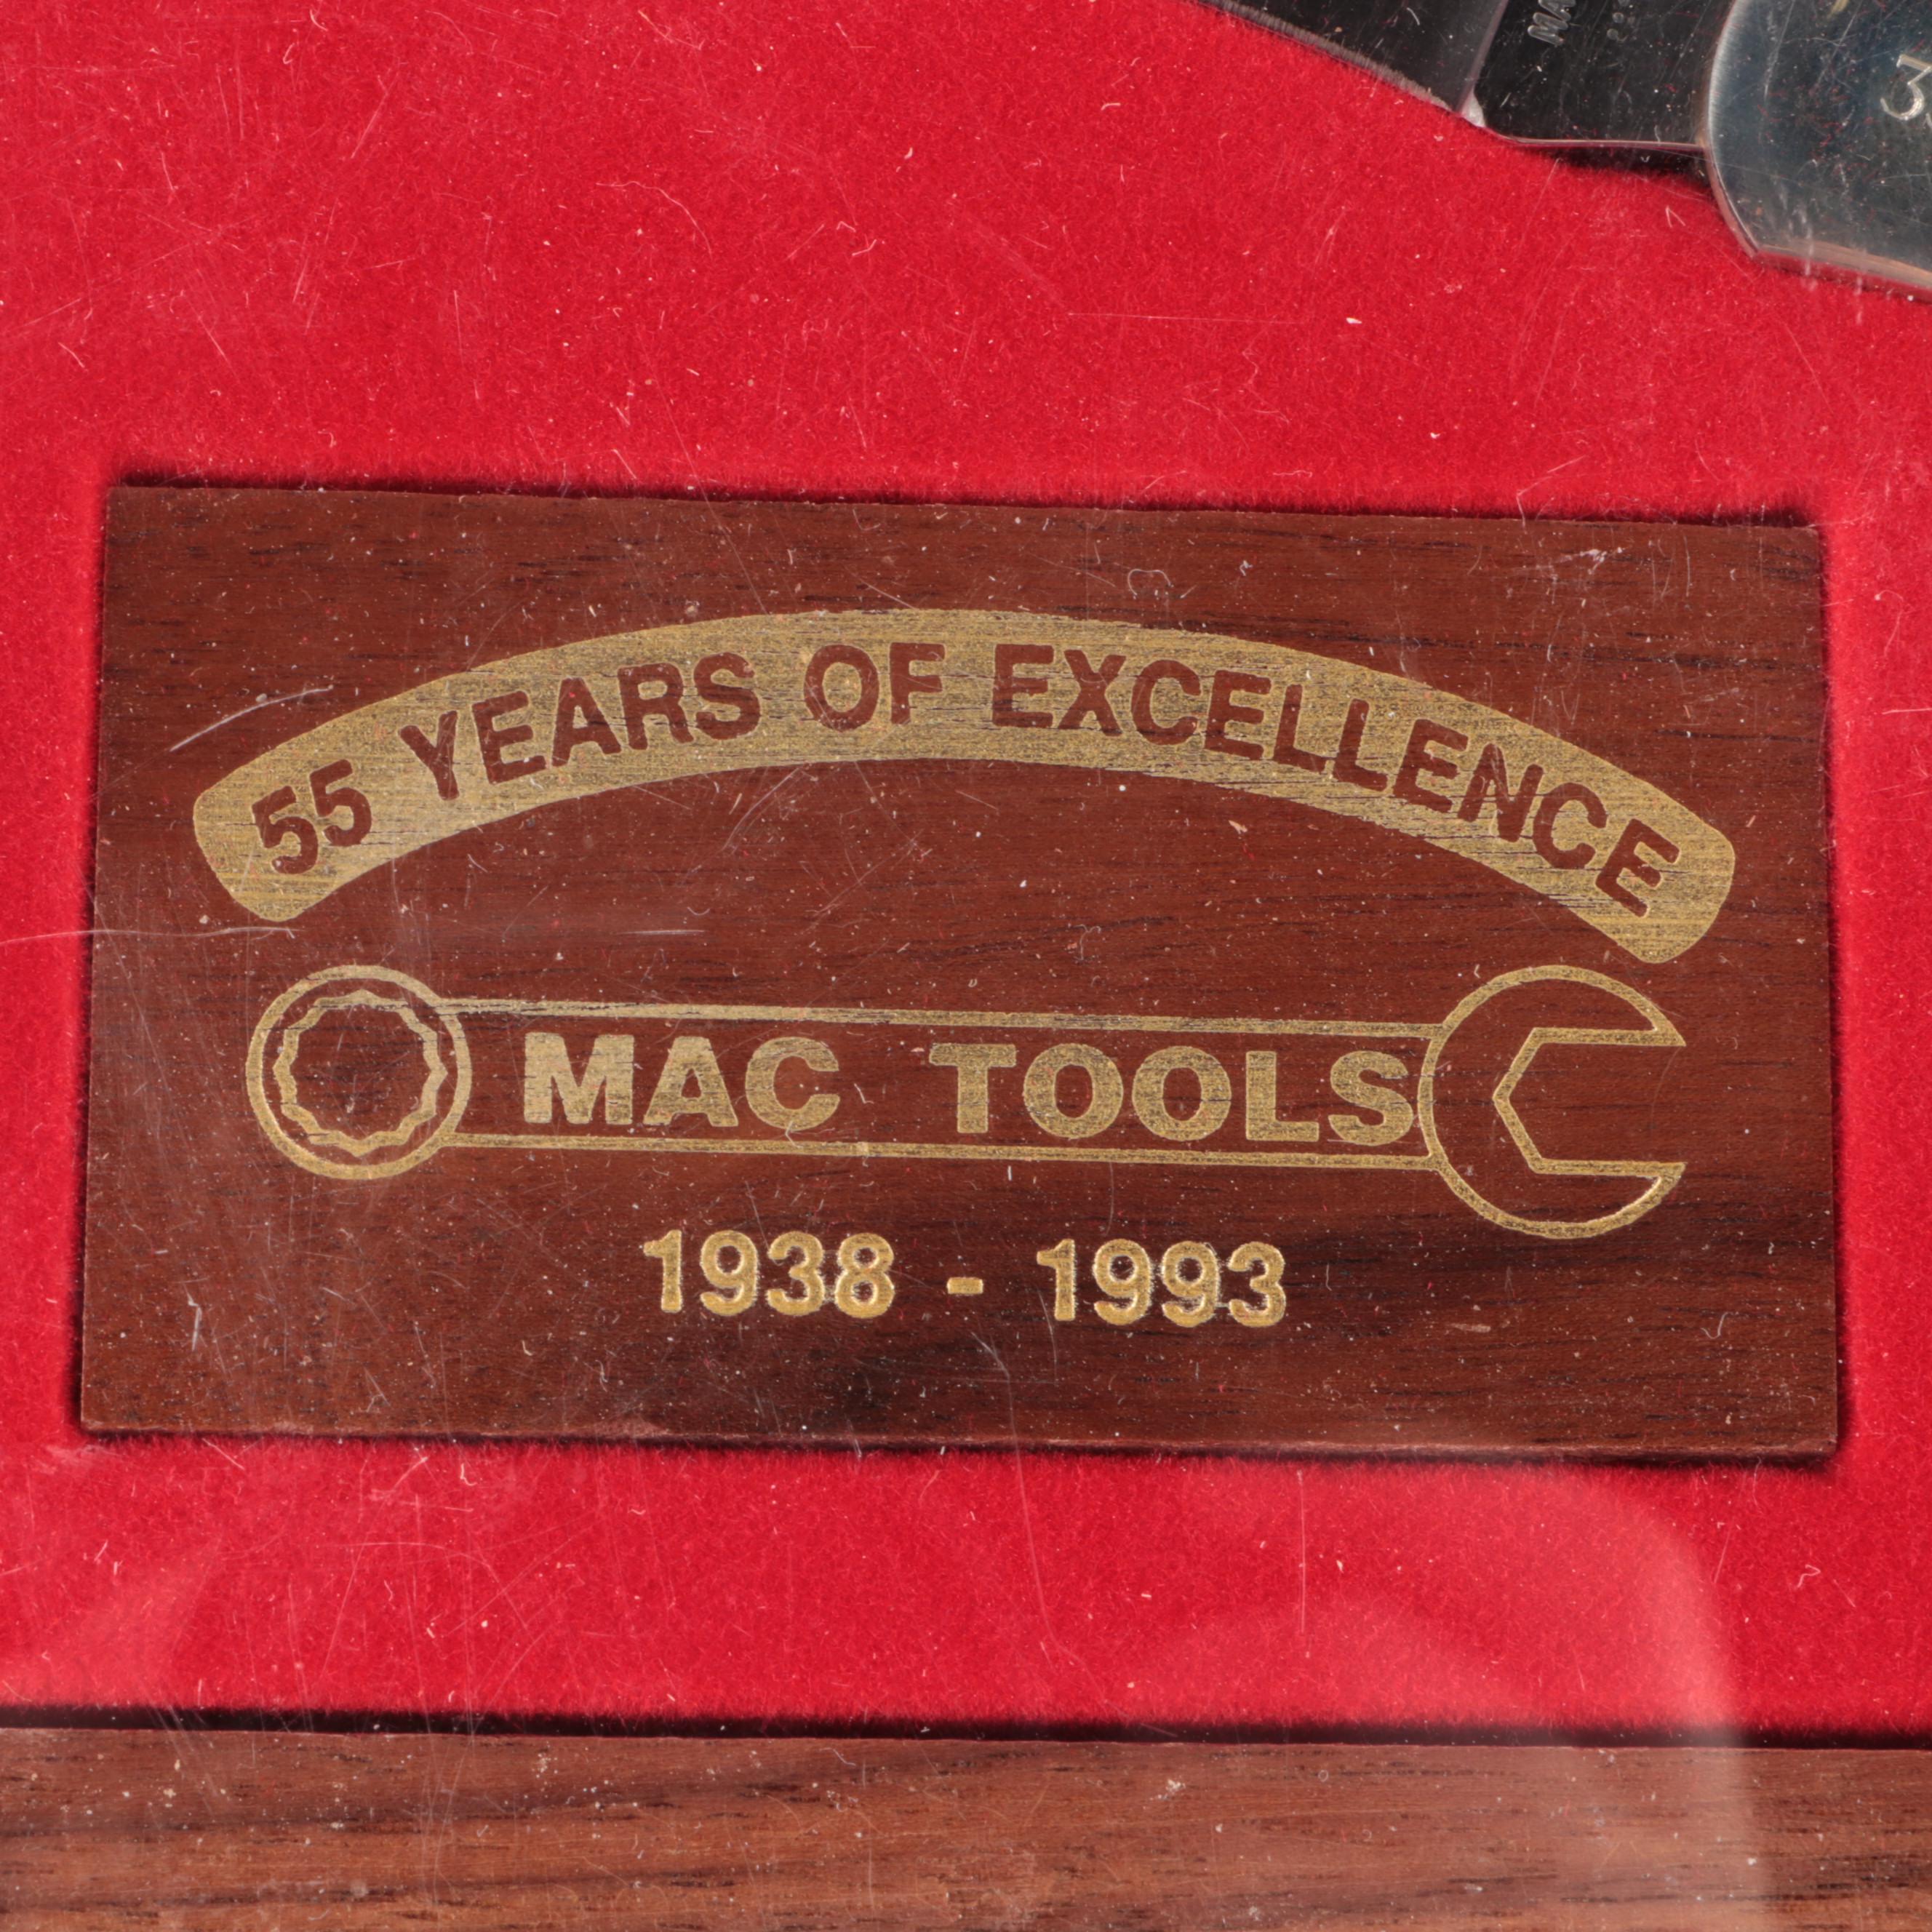 55 YEARS OF EXCELLENCE
MAC TOOLS
1938 - 1993